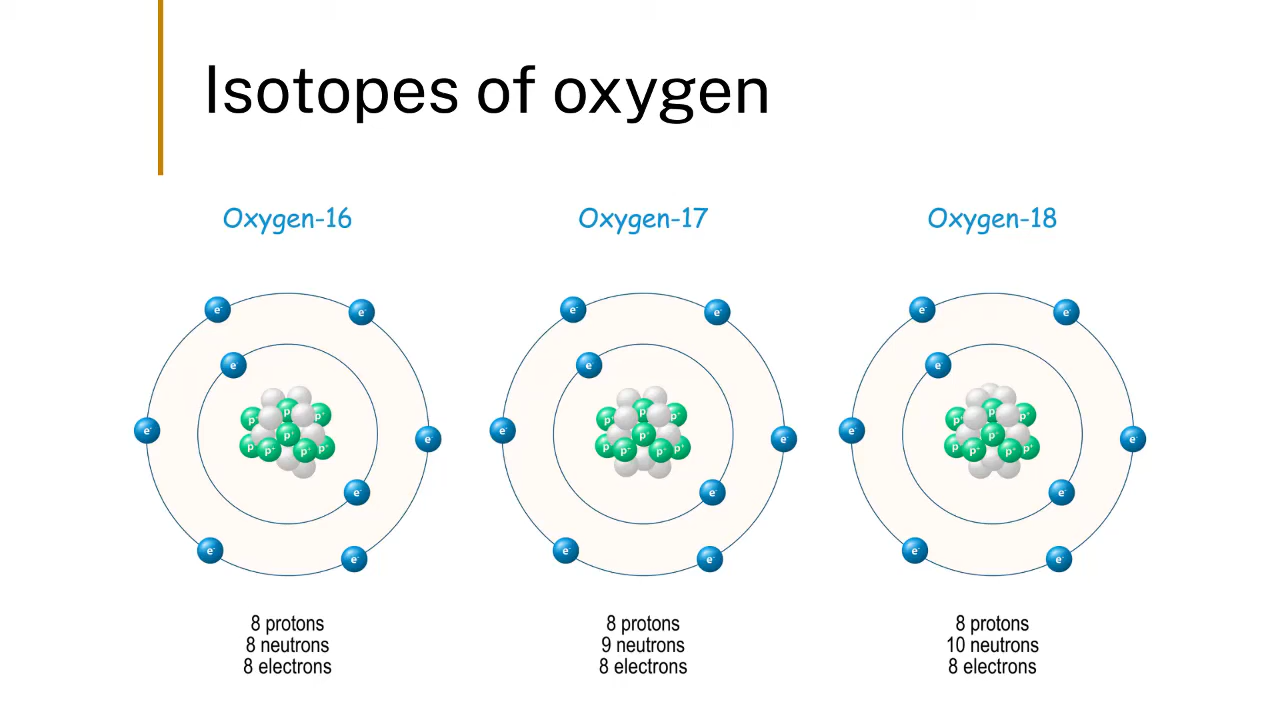 Isotopes of oxygen
Oxygen-16
Oxygen-17
Oxygen-18
e-
e-
e
p+
p
p+
p+
p
p+
p+
p+
e-
e
e-
e-
e-
e-
e-
e-
p
p
p+
p+
p
p-
p+
p+
e-
e-
e-
e-
e-
e-
e-
e-
p
p
p+
p+
p
p+
p+
p+
e-
e-
e-
e-
e-
8 protons
8 neutrons
8 electrons
8 protons
9 neutrons
8 electrons
8 protons
10 neutrons
8 electrons